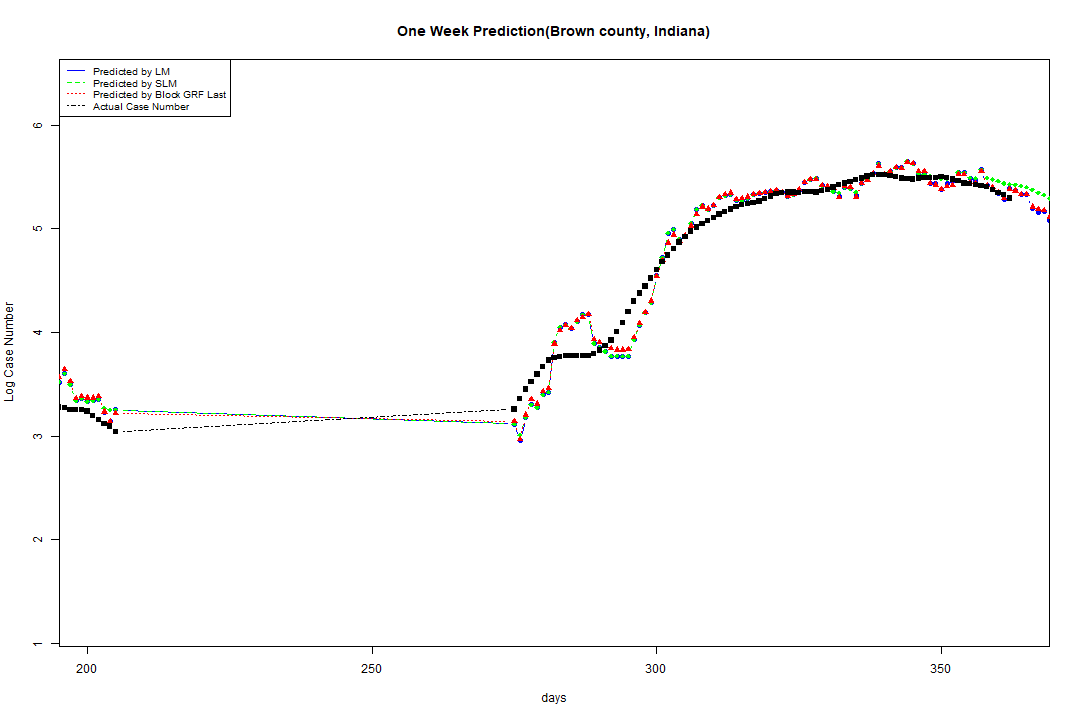 One Week Prediction(Brown county, Indiana)
Predicted by LM
Predicted by SLM
Predicted by Block GRF Last
Actual Case Number
Log Case Number
6
5
4
3
2
1
200 250 300 350
days